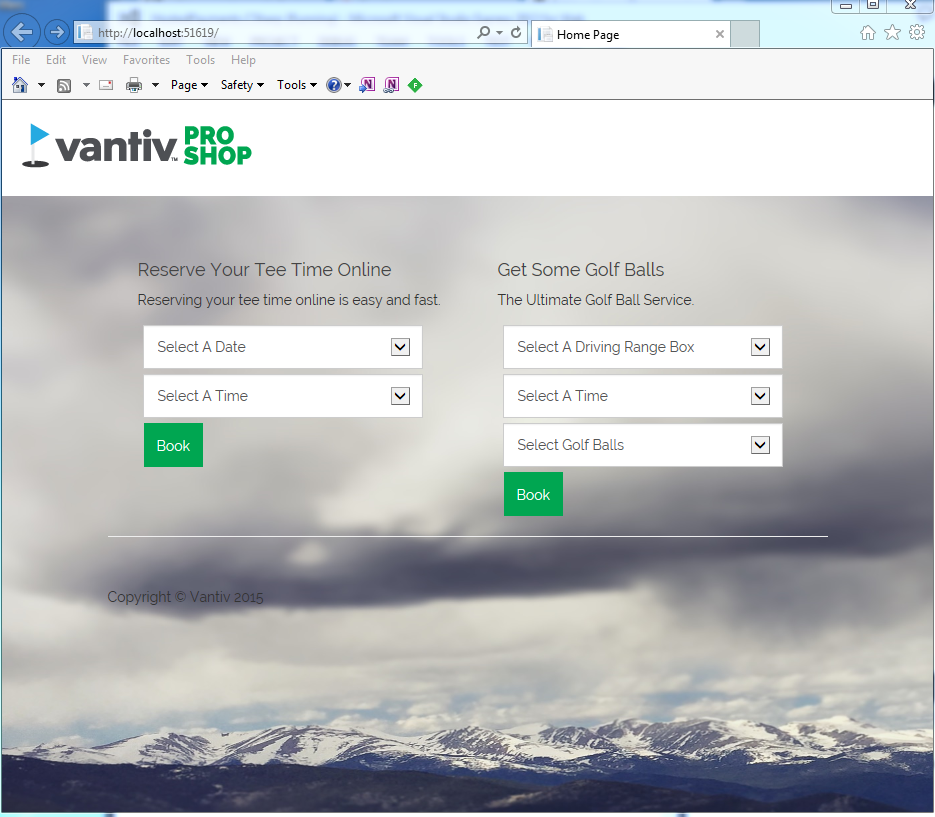 http://localhost:51619/
Home Page
File Edit View Favorites Tools Help
Page Safety Tools
vantiv™ PRO SHOP
Reserve Your Tee Time Online
Reserving your tee time online is easy and fast.
Select A Date
Select A Time
Book
Get Some Golf Balls
The Ultimate Golf Ball Service.
Select A Driving Range Box
Select A Time
Select Golf Balls
Book
Copyright © Vantiv 2015